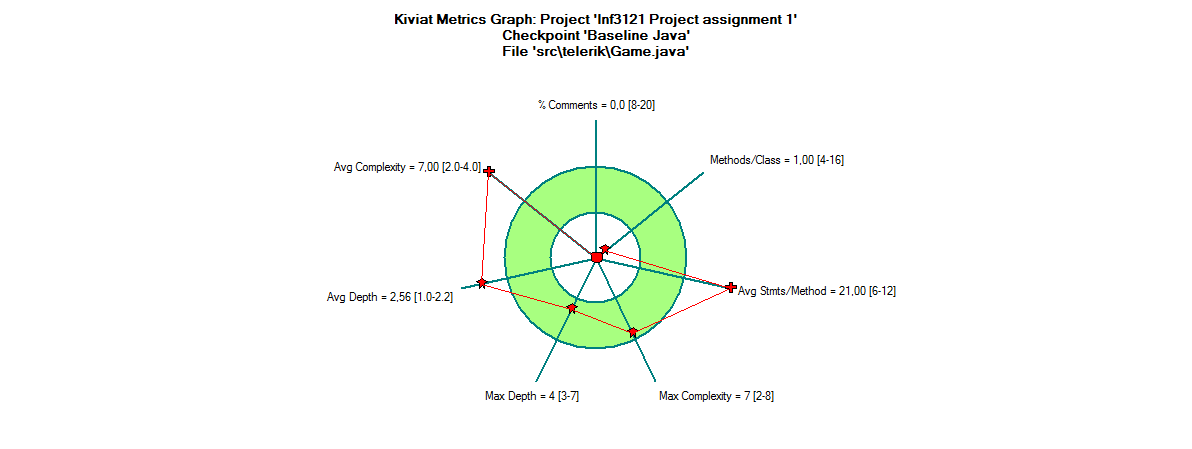 Kiviat Metrics Graph: Project 'Inf3121 Project assignment 1'
Checkpoint 'Baseline Java'
File 'src\telerik\Game.java'
% Comments = 0,0 [8-20]
Methods/Class = 1,00 [4-16]
Avg Complexity = 7,00 [2.0-4.0]
Avg Stmts/Method = 21,00 [6-12]
Avg Depth = 2,56 [1.0-2.2]
Max Depth = 4 [3-7]
Max Complexity = 7 [2-8]